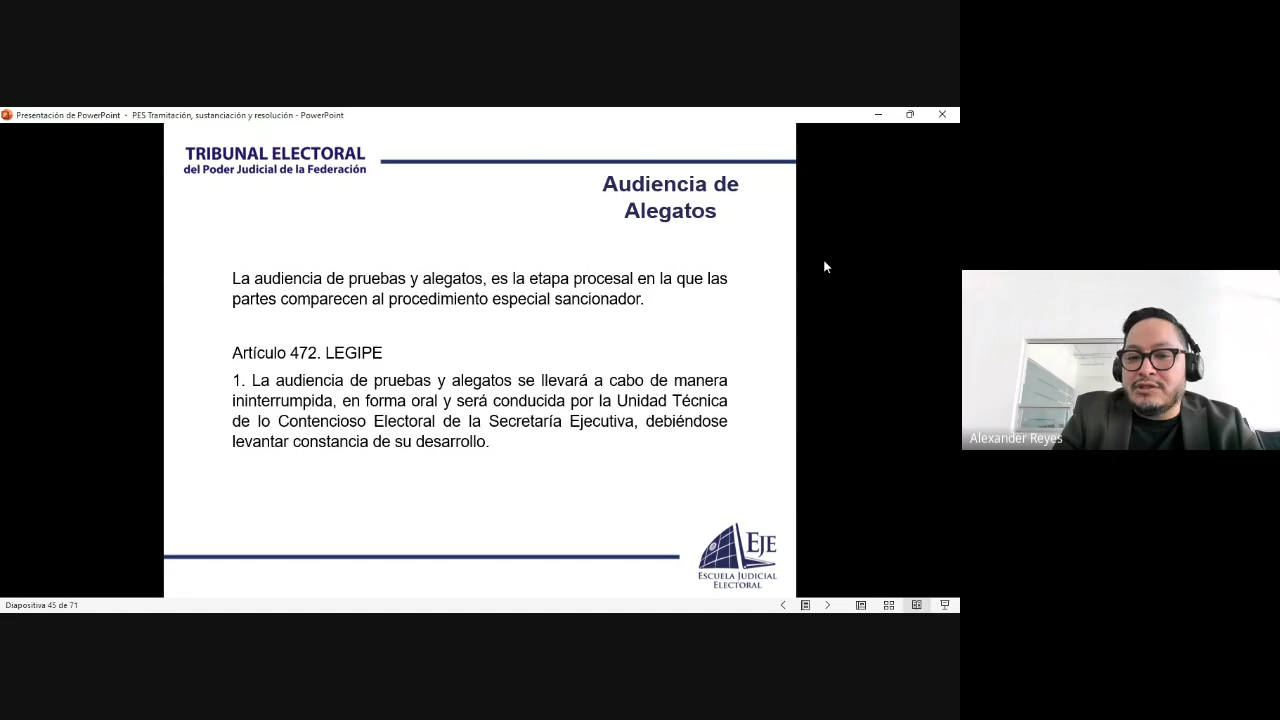 Presentación de PowerPoint - PES Tramitación, sustanciación y resolución - PowerPoint
TRIBUNAL ELECTORAL
del Poder Judicial de la Federación
Audiencia de
Alegatos
La audiencia de pruebas y alegatos, es la etapa procesal en la que las
partes comparecen al procedimiento especial sancionador.
Artículo 472. LEGIPE
1. La audiencia de pruebas y alegatos se llevará a cabo de manera
ininterrumpida, en forma oral y será conducida por la Unidad Técnica
de lo Contencioso Electoral de la Secretaría Ejecutiva, debiéndose
levantar constancia de su desarrollo.
EJE
ESCUELA JUDICIAL
ELECTORAL
Diapositiva 45 de 71
Alexander Reyes